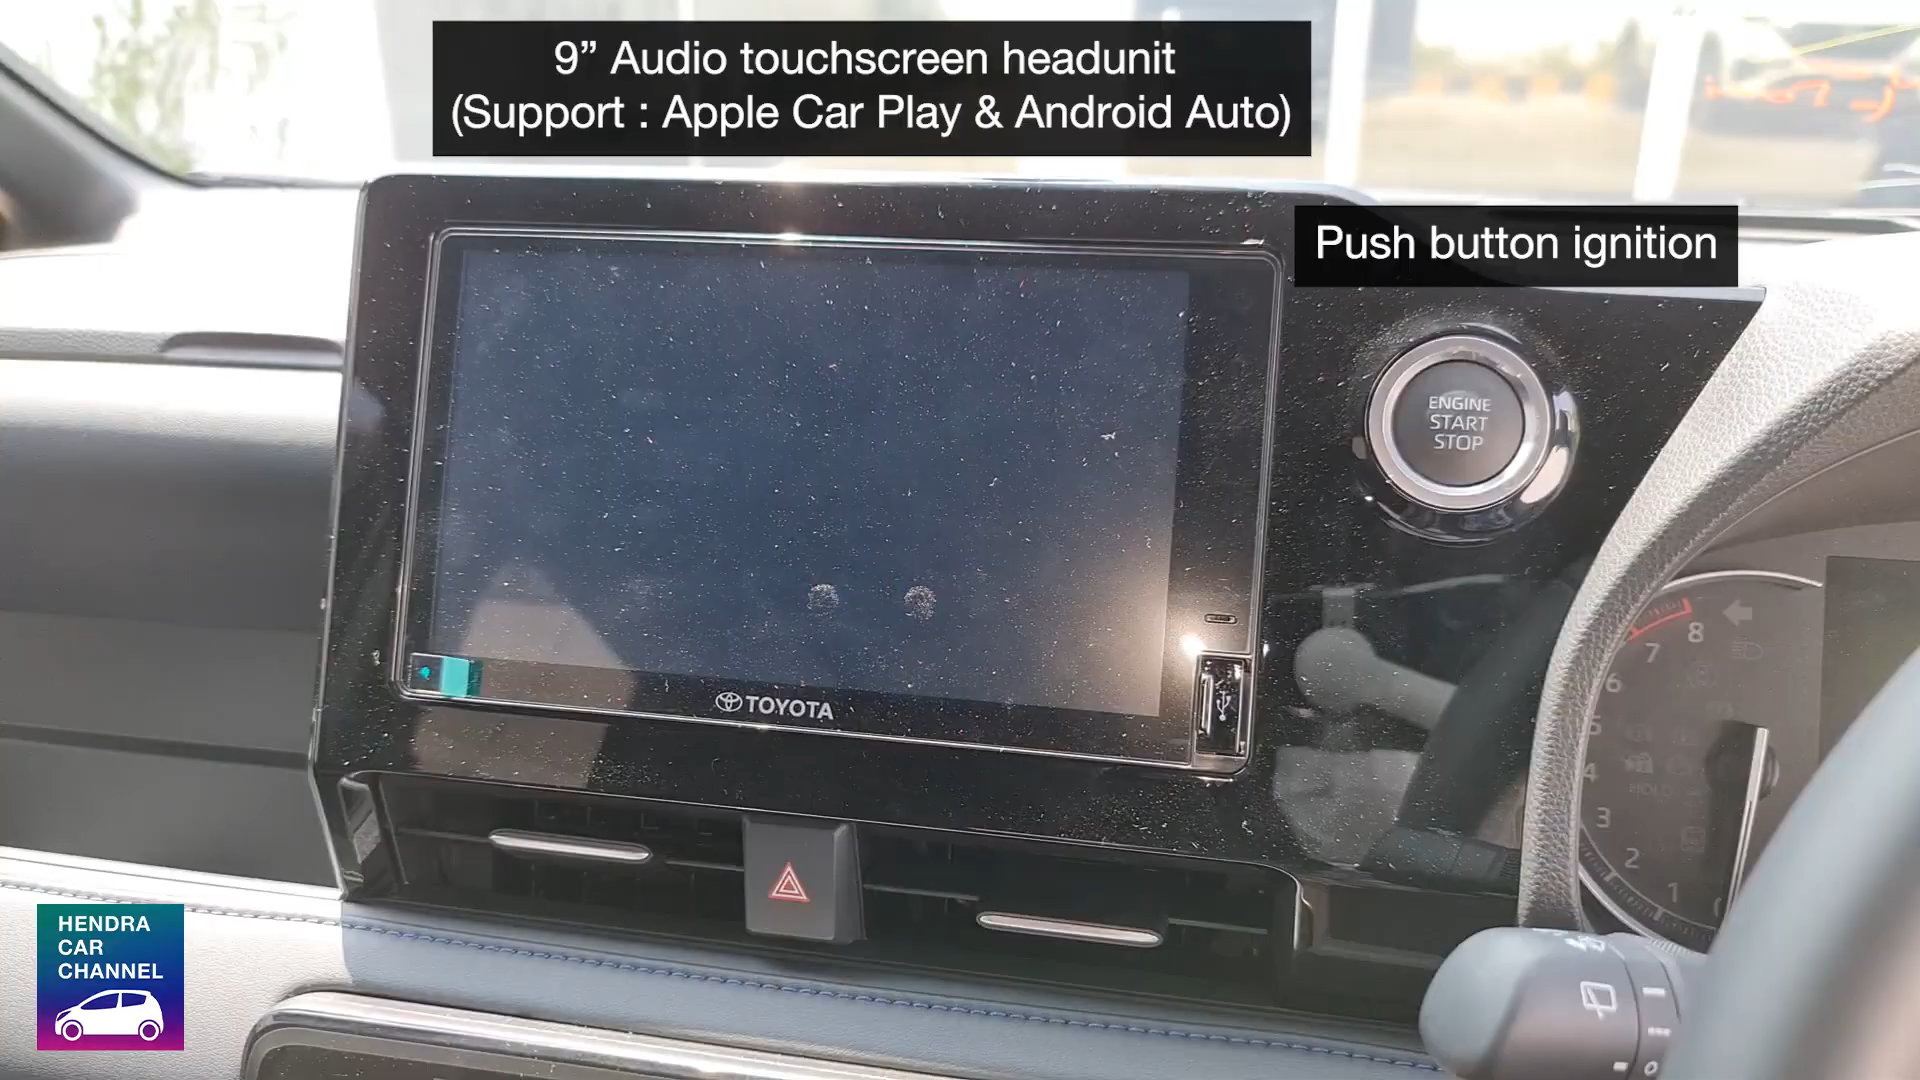 9” Audio touchscreen headunit
(Support : Apple Car Play & Android Auto)
Push button ignition
ENGINE
START
STOP
TOYOTA
8
7
6
5
4
3
2
1
HOLD
HENDRA
CAR
CHANNEL